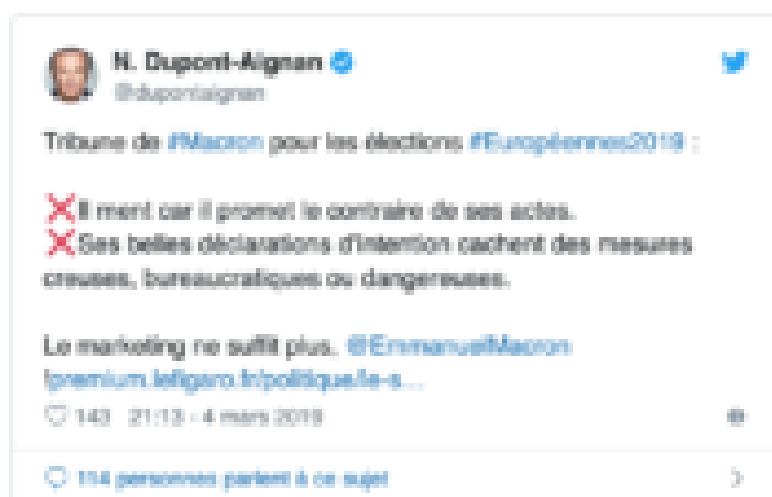 N. Dupont-Aignan
@dupontaignan
Tribune de #Macron pour les élections #Européennes2019 :
❌Il ment car il promet le contraire de ses actes.
❌Ses belles déclarations d'intention cachent des mesures
creuses, bureaucratiques ou dangereuses.
Le marketing ne suffit plus. @EmmanuelMacron
premium.lefigaro.fr/politique/le-s…
143 21:13 - 4 mars 2019
114 personnes parlent à ce sujet